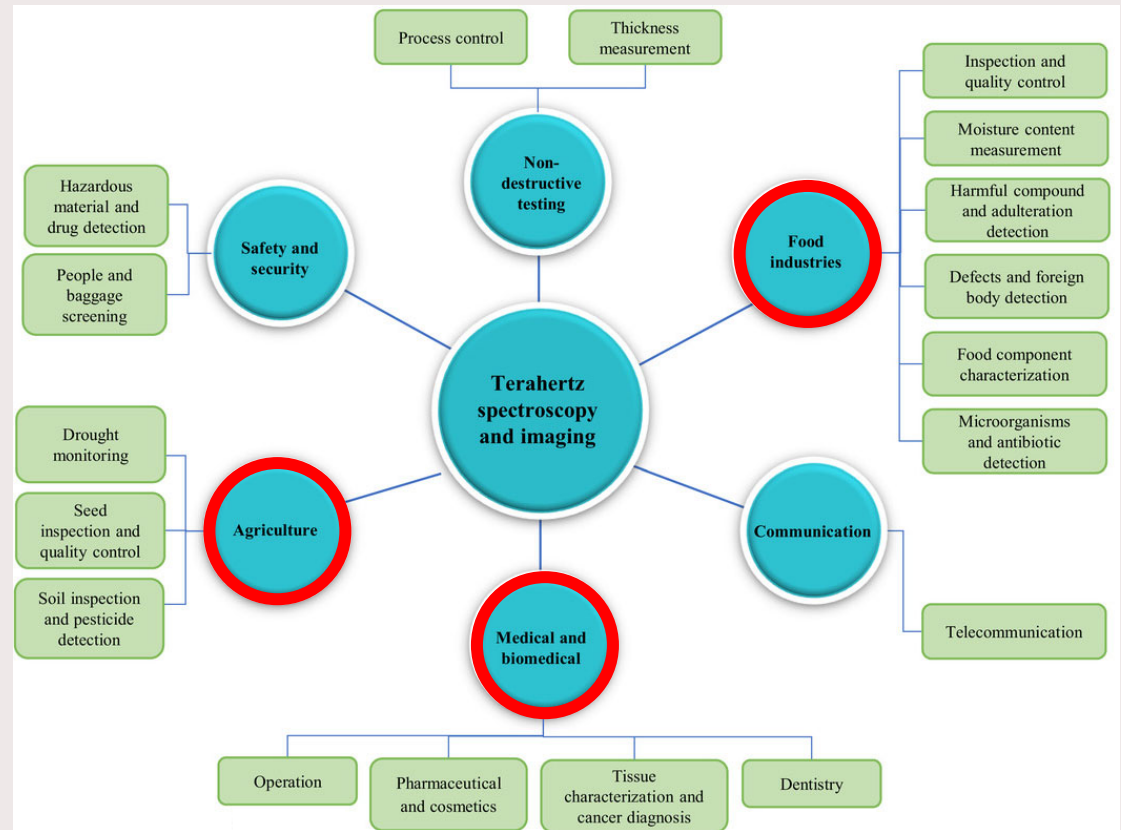 Process control
Thickness
measurement
Non-
destructive
testing
Inspection and
quality control
Moisture content
measurement
Harmful compound
and adulteration
detection
Defects and foreign
body detection
Food component
characterization
Microorganisms
and antibiotic
detection
Food
industries
Hazardous
material and
drug detection
People and
baggage
screening
Safety and
security
Terahertz
spectroscopy
and imaging
Drought
monitoring
Seed
inspection and
quality control
Soil inspection
and pesticide
detection
Agriculture
Communication
Telecommunication
Medical and
biomedical
Operation
Pharmaceutical
and cosmetics
Tissue
characterization and
cancer diagnosis
Dentistry